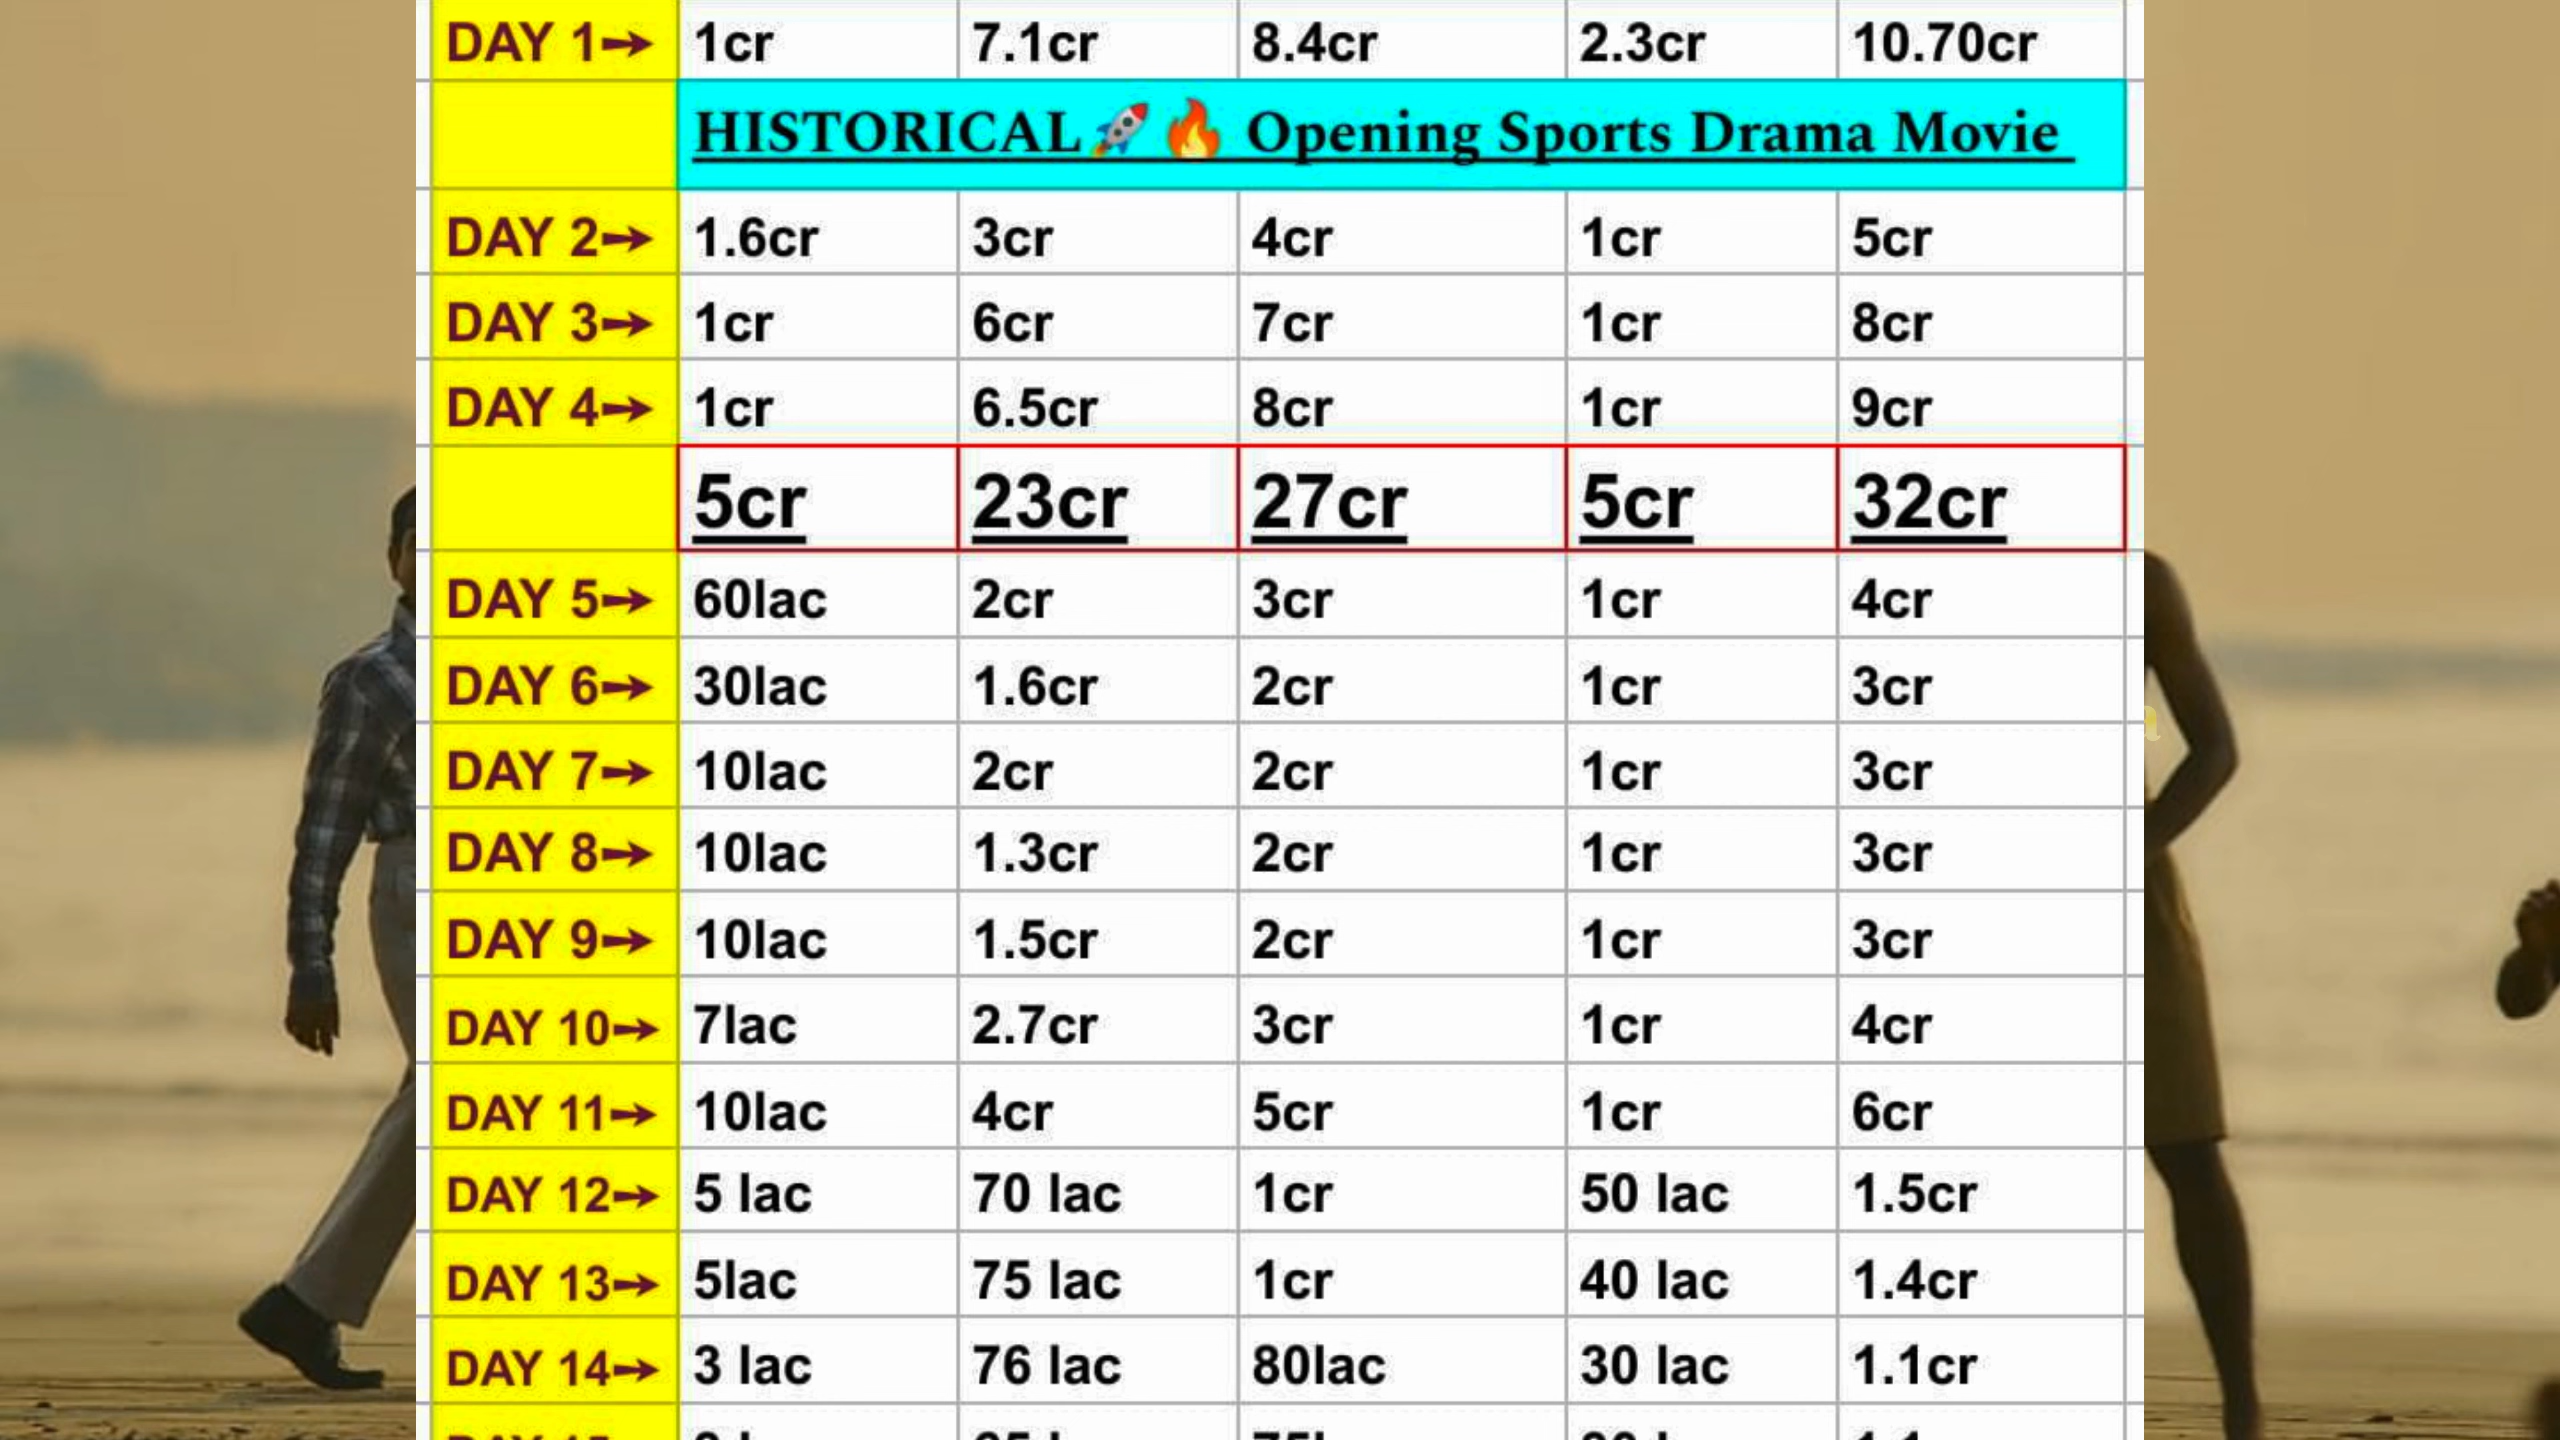 DAY 1→ 1cr 7.1cr 8.4cr 2.3cr 10.70cr
HISTORICAL🚀🔥 Opening Sports Drama Movie
DAY 2→ 1.6cr 3cr 4cr 1cr 5cr
DAY 3→ 1cr 6cr 7cr 1cr 8cr
DAY 4→ 1cr 6.5cr 8cr 1cr 9cr
5cr 23cr 27cr 5cr 32cr
DAY 5→ 60lac 2cr 3cr 1cr 4cr
DAY 6→ 30lac 1.6cr 2cr 1cr 3cr
DAY 7→ 10lac 2cr 2cr 1cr 3cr
DAY 8→ 10lac 1.3cr 2cr 1cr 3cr
DAY 9→ 10lac 1.5cr 2cr 1cr 3cr
DAY 10→ 7lac 2.7cr 3cr 1cr 4cr
DAY 11→ 10lac 4cr 5cr 1cr 6cr
DAY 12→ 5 lac 70 lac 1cr 50 lac 1.5cr
DAY 13→ 5lac 75 lac 1cr 40 lac 1.4cr
DAY 14→ 3 lac 76 lac 80lac 30 lac 1.1cr